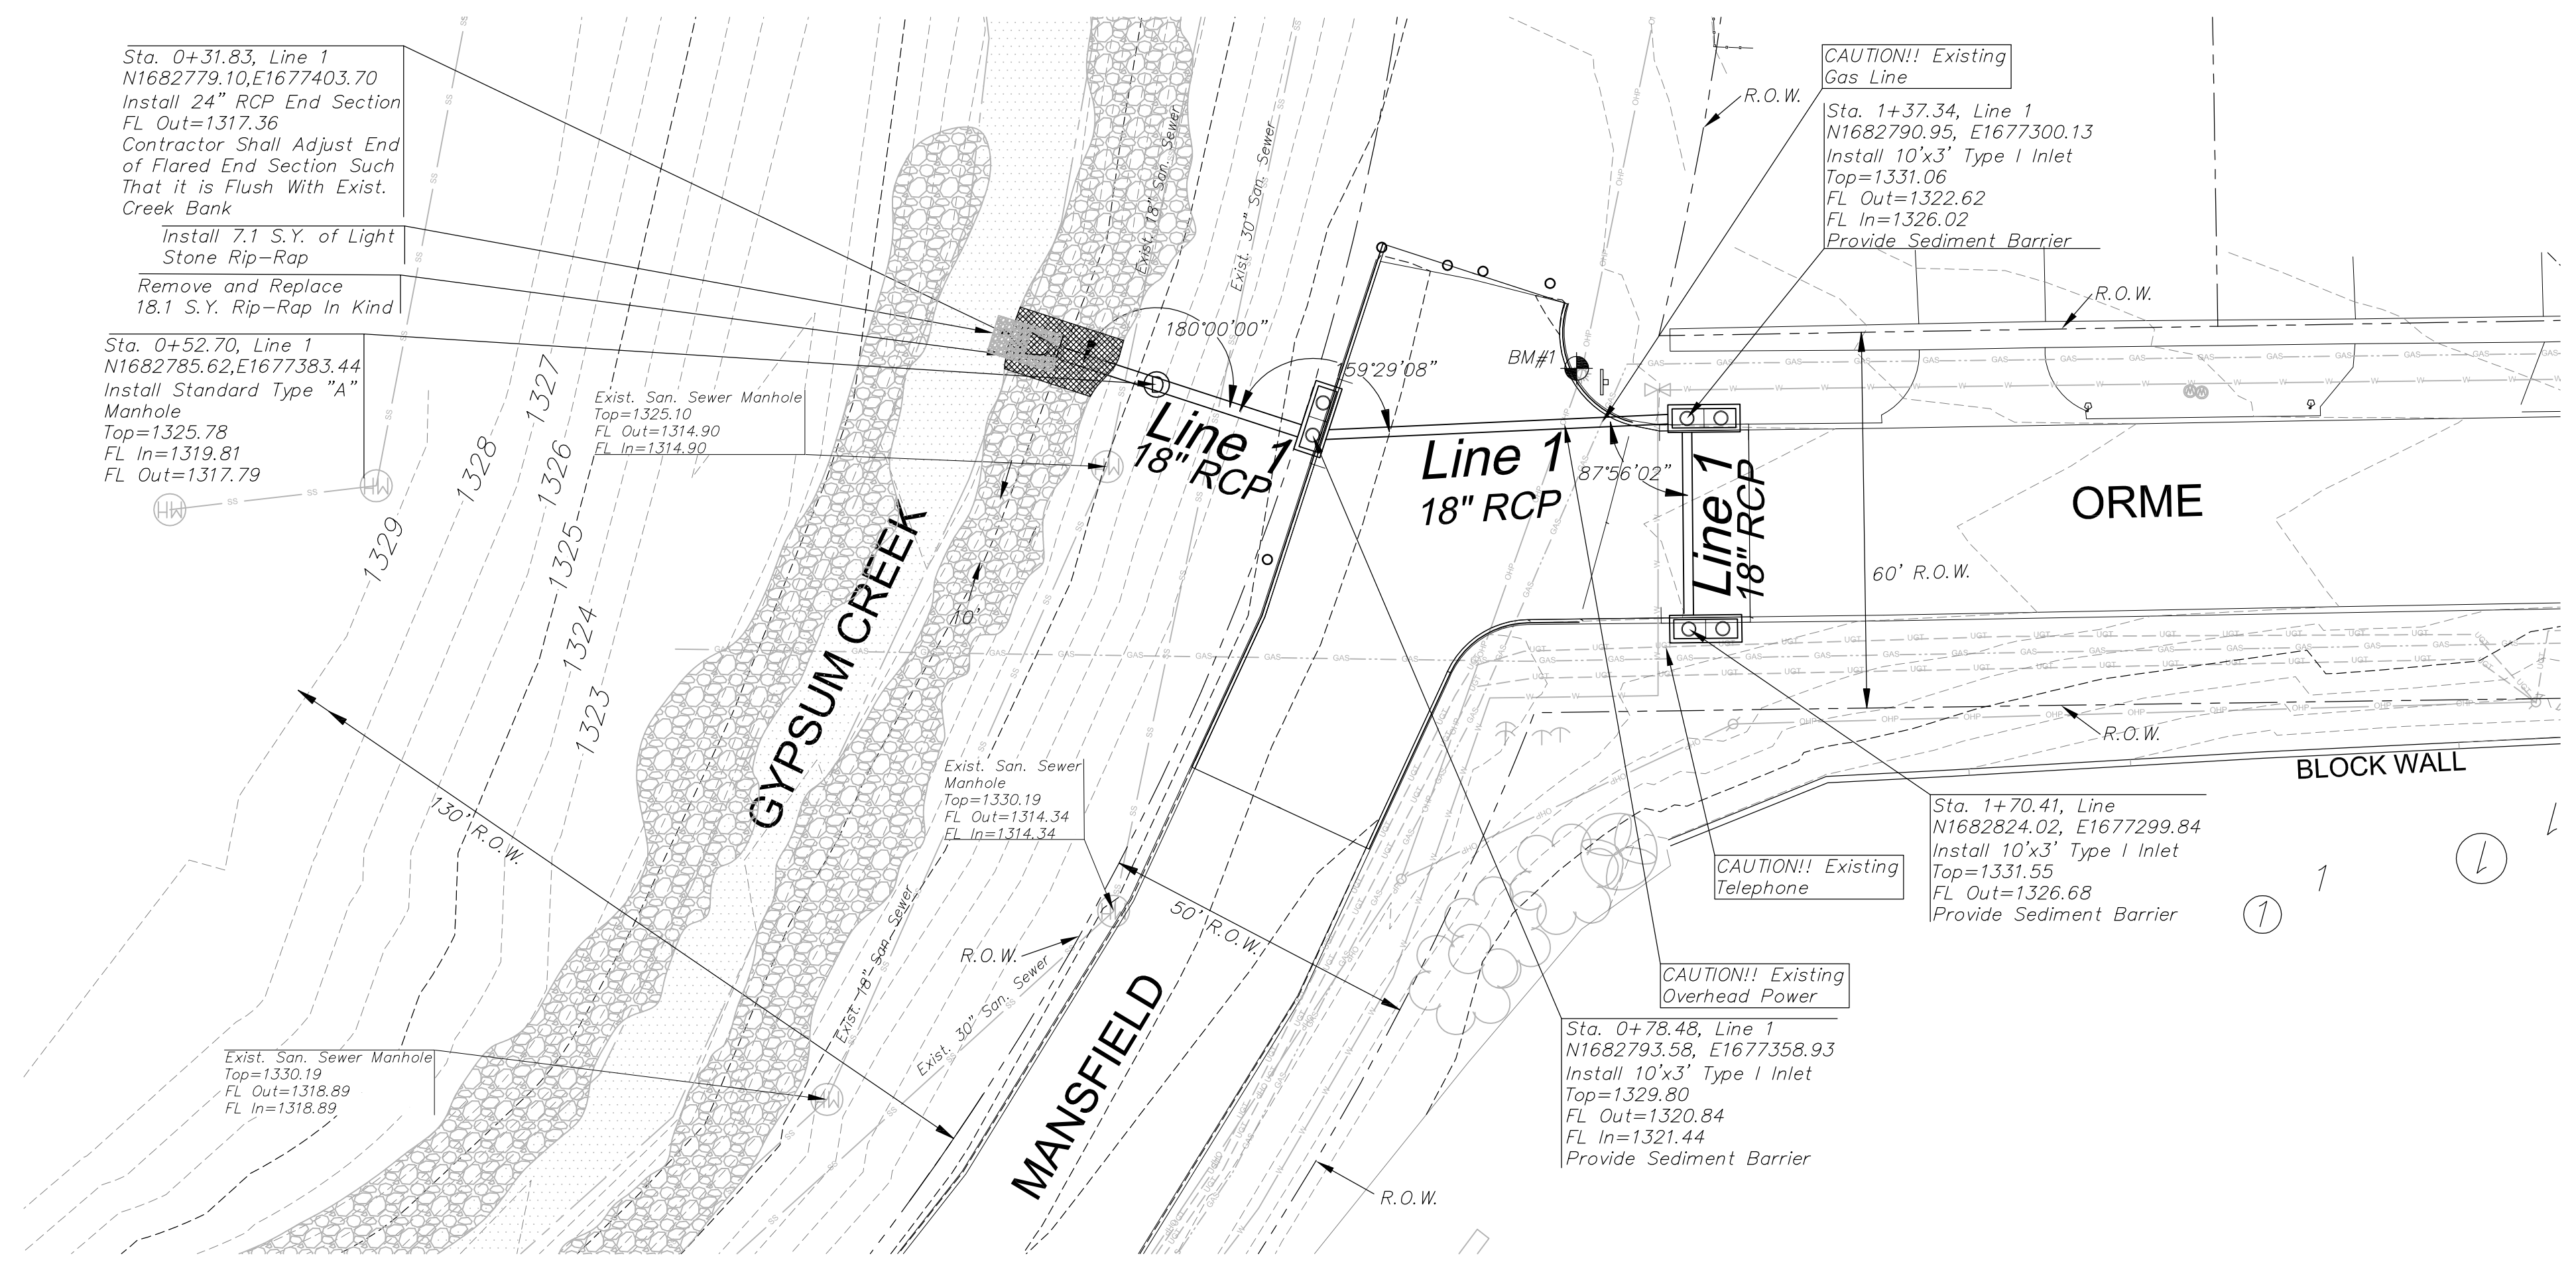 Sta. 0+31.83, Line 1
N1682779.10,E1677403.70
Install 24" RCP End Section
FL Out=1317.36
Contractor Shall Adjust End
of Flared End Section Such
That it is Flush With Exist.
Creek Bank
Install 7.1 S.Y. of Light
Stone Rip-Rap
Remove and Replace
18.1 S.Y. Rip-Rap In Kind
Sta. 0+52.70, Line 1
N1682785.62,E1677383.44
Install Standard Type "A"
Manhole
Top=1325.78
FL In=1319.81
FL Out=1317.79
Exist. San. Sewer Manhole
Top=1325.10
FL Out=1314.90
FL In=1314.90
Exist. 18" San. Sewer
Exist. 30" San. Sewer
180°00'00"
159°29'08"
87°56'02"
BM#1
Line 1
18" RCP
Line 1
18" RCP
Line 1
18" RCP
CAUTION!! Existing
Gas Line
R.O.W.
Sta. 1+37.34, Line 1
N1682790.95, E1677300.13
Install 10'x3' Type I Inlet
Top=1331.06
FL Out=1322.62
FL In=1326.02
Provide Sediment Barrier
R.O.W.
ORME
60' R.O.W.
R.O.W.
BLOCK WALL
1329
1328
1327
1326
1325
1324
1323
MH
MH
MH
GYPSUM CREEK
10'
130' R.O.W.
Exist. San. Sewer
Manhole
Top=1330.19
FL Out=1314.34
FL In=1314.34
Exist. 18" San. Sewer
Exist. 30" San. Sewer
R.O.W.
50' R.O.W.
MANSFIELD
Exist. San. Sewer Manhole
Top=1330.19
FL Out=1318.89
FL In=1318.89
MH
R.O.W.
CAUTION!! Existing
Telephone
CAUTION!! Existing
Overhead Power
Sta. 1+70.41, Line
N1682824.02, E1677299.84
Install 10'x3' Type I Inlet
Top=1331.55
FL Out=1326.68
Provide Sediment Barrier
Sta. 0+78.48, Line 1
N1682793.58, E1677358.93
Install 10'x3' Type I Inlet
Top=1329.80
FL Out=1320.84
FL In=1321.44
Provide Sediment Barrier
1
1
1
SS
GAS
OHP
UGT
W